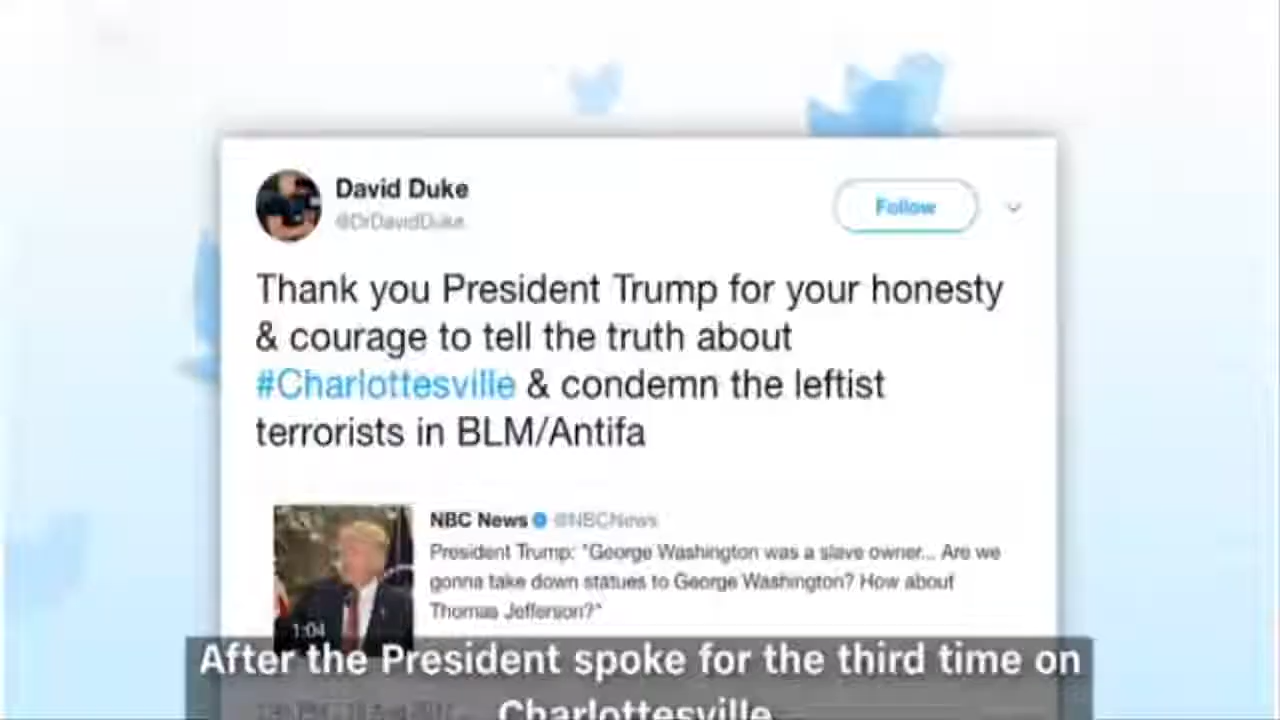 David Duke
@DrDavidDuke
Follow
Thank you President Trump for your honesty
& courage to tell the truth about
#Charlottesville & condemn the leftist
terrorists in BLM/Antifa
NBC News @NBCNews
President Trump: "George Washington was a slave owner... Are we
gonna take down statues to George Washington? How about
Thomas Jefferson?"
1:04
After the President spoke for the third time on
Charlottesville